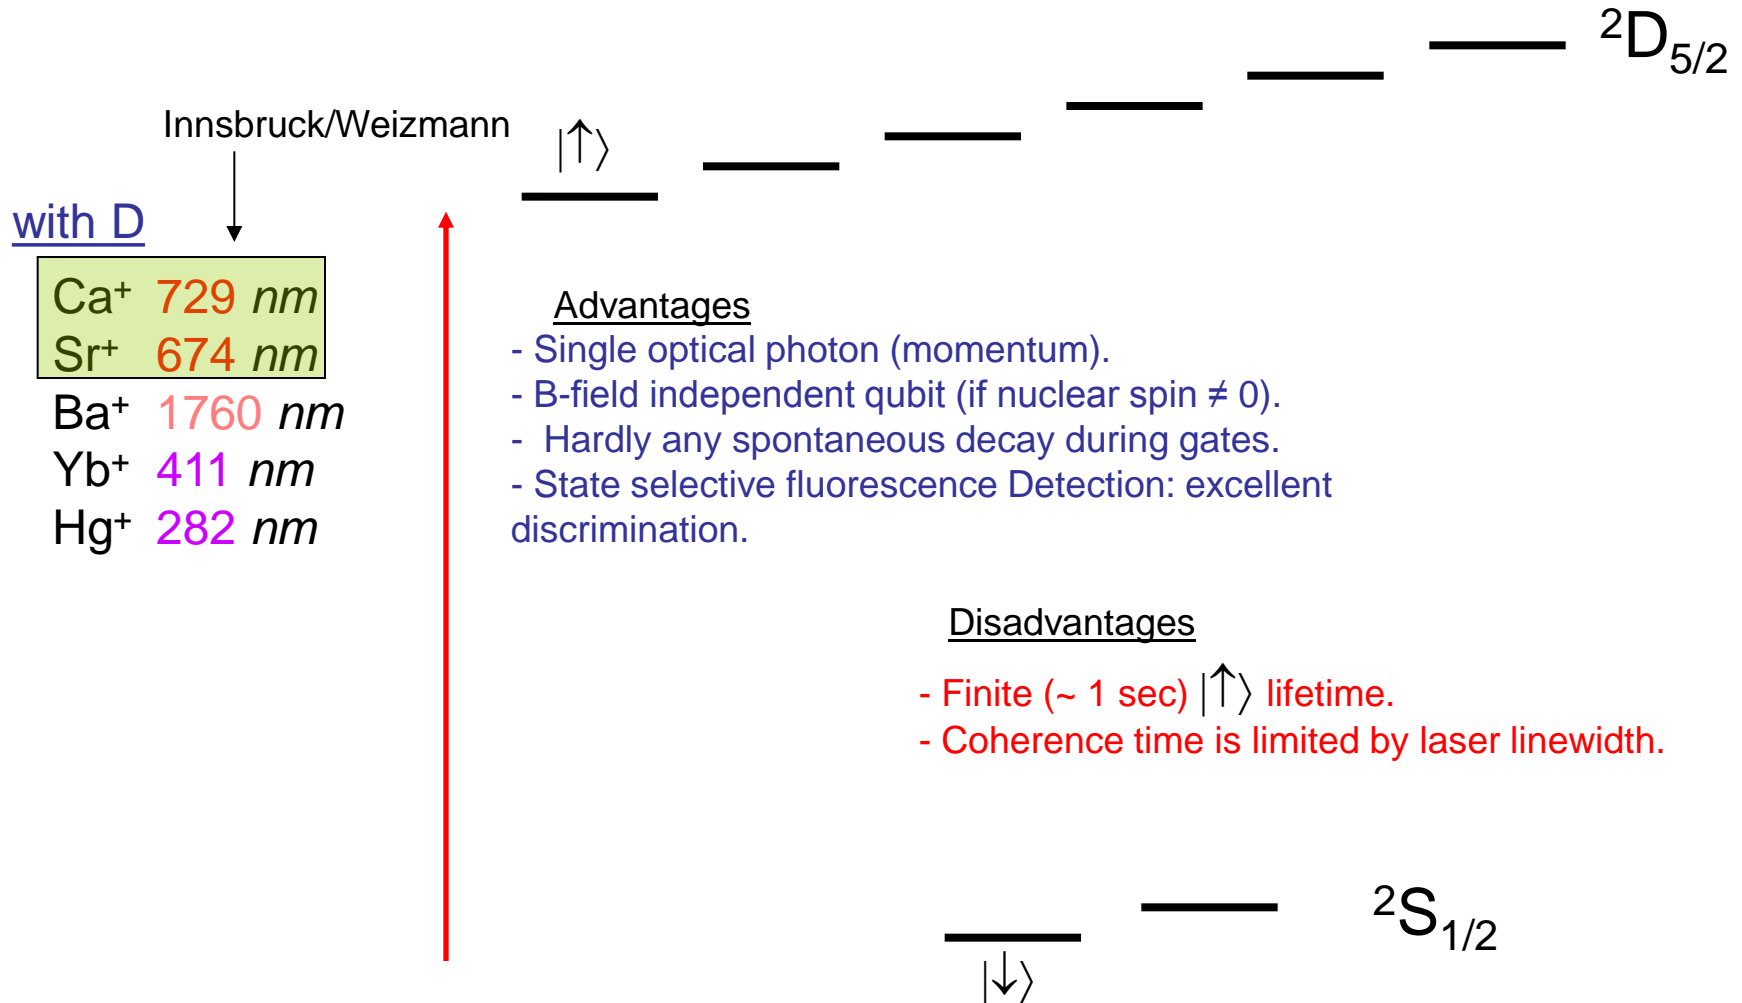 ²D₅/₂
Innsbruck/Weizmann
|↑⟩
with D
Ca⁺ 729 nm
Sr⁺ 674 nm
Ba⁺ 1760 nm
Yb⁺ 411 nm
Hg⁺ 282 nm
Advantages
- Single optical photon (momentum).
- B-field independent qubit (if nuclear spin ≠ 0).
- Hardly any spontaneous decay during gates.
- State selective fluorescence Detection: excellent
discrimination.
Disadvantages
- Finite (~ 1 sec) |↑⟩ lifetime.
- Coherence time is limited by laser linewidth.
²S₁/₂
|↓⟩